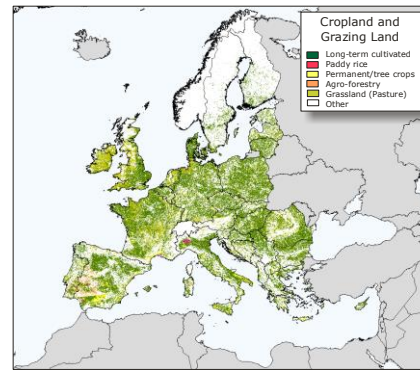 Cropland and
Grazing Land
Long-term cultivated
Paddy rice
Permanent/tree crops
Agro-forestry
Grassland (Pasture)
Other